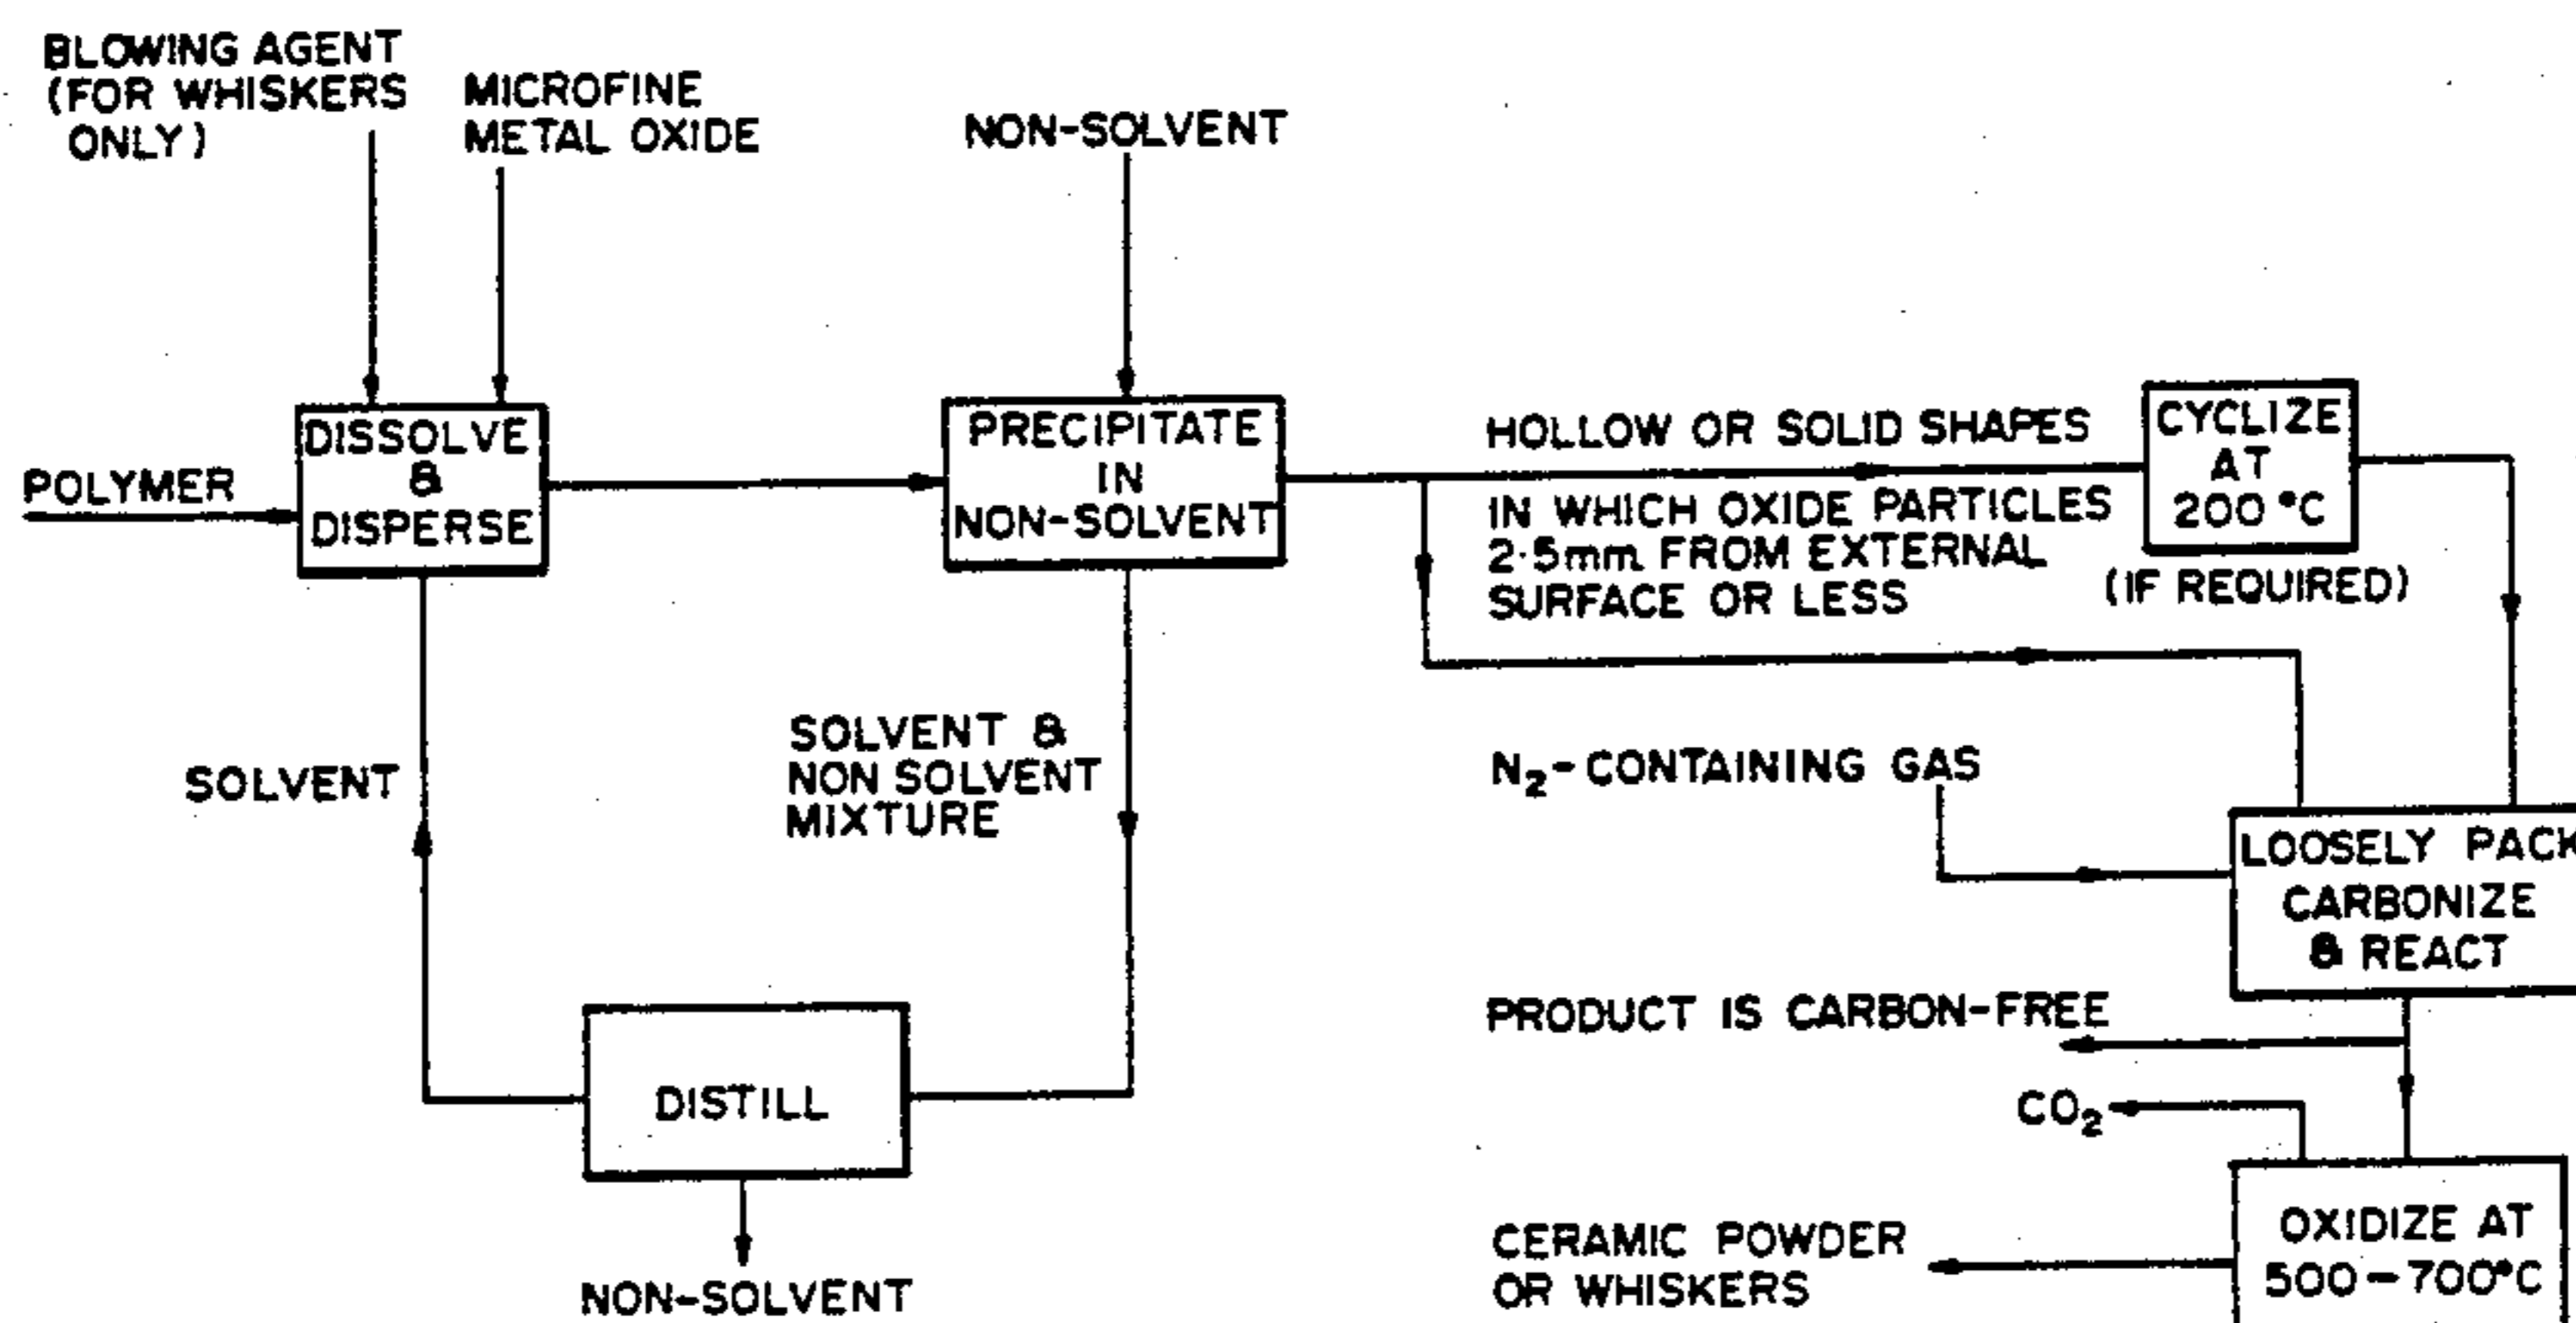 BLOWING AGENT
(FOR WHISKERS
ONLY)
MICROFINE
METAL OXIDE
NON-SOLVENT
POLYMER
DISSOLVE
&
DISPERSE
PRECIPITATE
IN
NON-SOLVENT
HOLLOW OR SOLID SHAPES
IN WHICH OXIDE PARTICLES
2·5mm FROM EXTERNAL
SURFACE OR LESS
CYCLIZE
AT
200 °C
(IF REQUIRED)
SOLVENT
SOLVENT &
NON SOLVENT
MIXTURE
N₂-CONTAINING GAS
LOOSELY PACK
CARBONIZE
& REACT
PRODUCT IS CARBON-FREE
CO₂
DISTILL
NON-SOLVENT
OXIDIZE AT
500-700°C
CERAMIC POWDER
OR WHISKERS